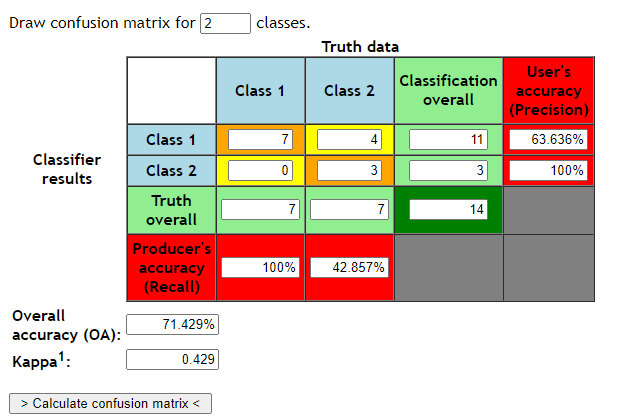 Draw confusion matrix for 2 classes.
Truth data
Class 1 Class 2 Classification overall User's accuracy (Precision)
Classifier results
Class 1 7 4 11 63.636%
Class 2 0 3 3 100%
Truth overall 7 7 14
Producer's accuracy (Recall) 100% 42.857%
Overall accuracy (OA): 71.429%
Kappa1: 0.429
> Calculate confusion matrix <